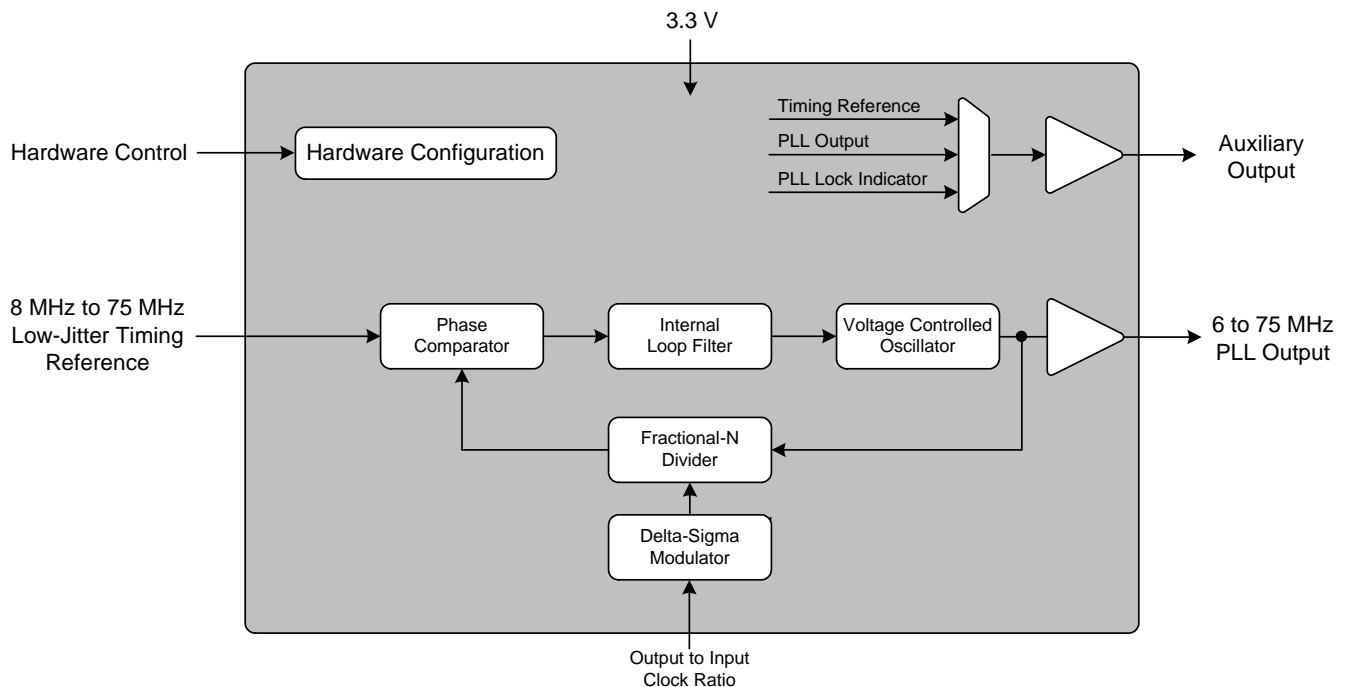 3.3 V
Timing Reference
PLL Output
PLL Lock Indicator
Hardware Control
Hardware Configuration
Auxiliary
Output
8 MHz to 75 MHz
Low-Jitter Timing
Reference
Phase
Comparator
Internal
Loop Filter
Voltage Controlled
Oscillator
6 to 75 MHz
PLL Output
Fractional-N
Divider
Delta-Sigma
Modulator
Output to Input
Clock Ratio